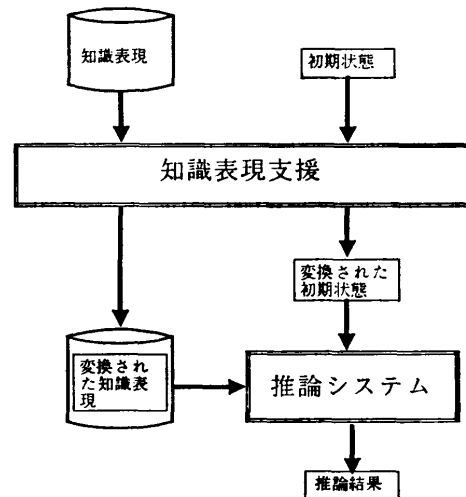 知識表現
初期状態
知識表現支援
変換された
初期状態
変換され
た知識表
現
推論システム
推論結果